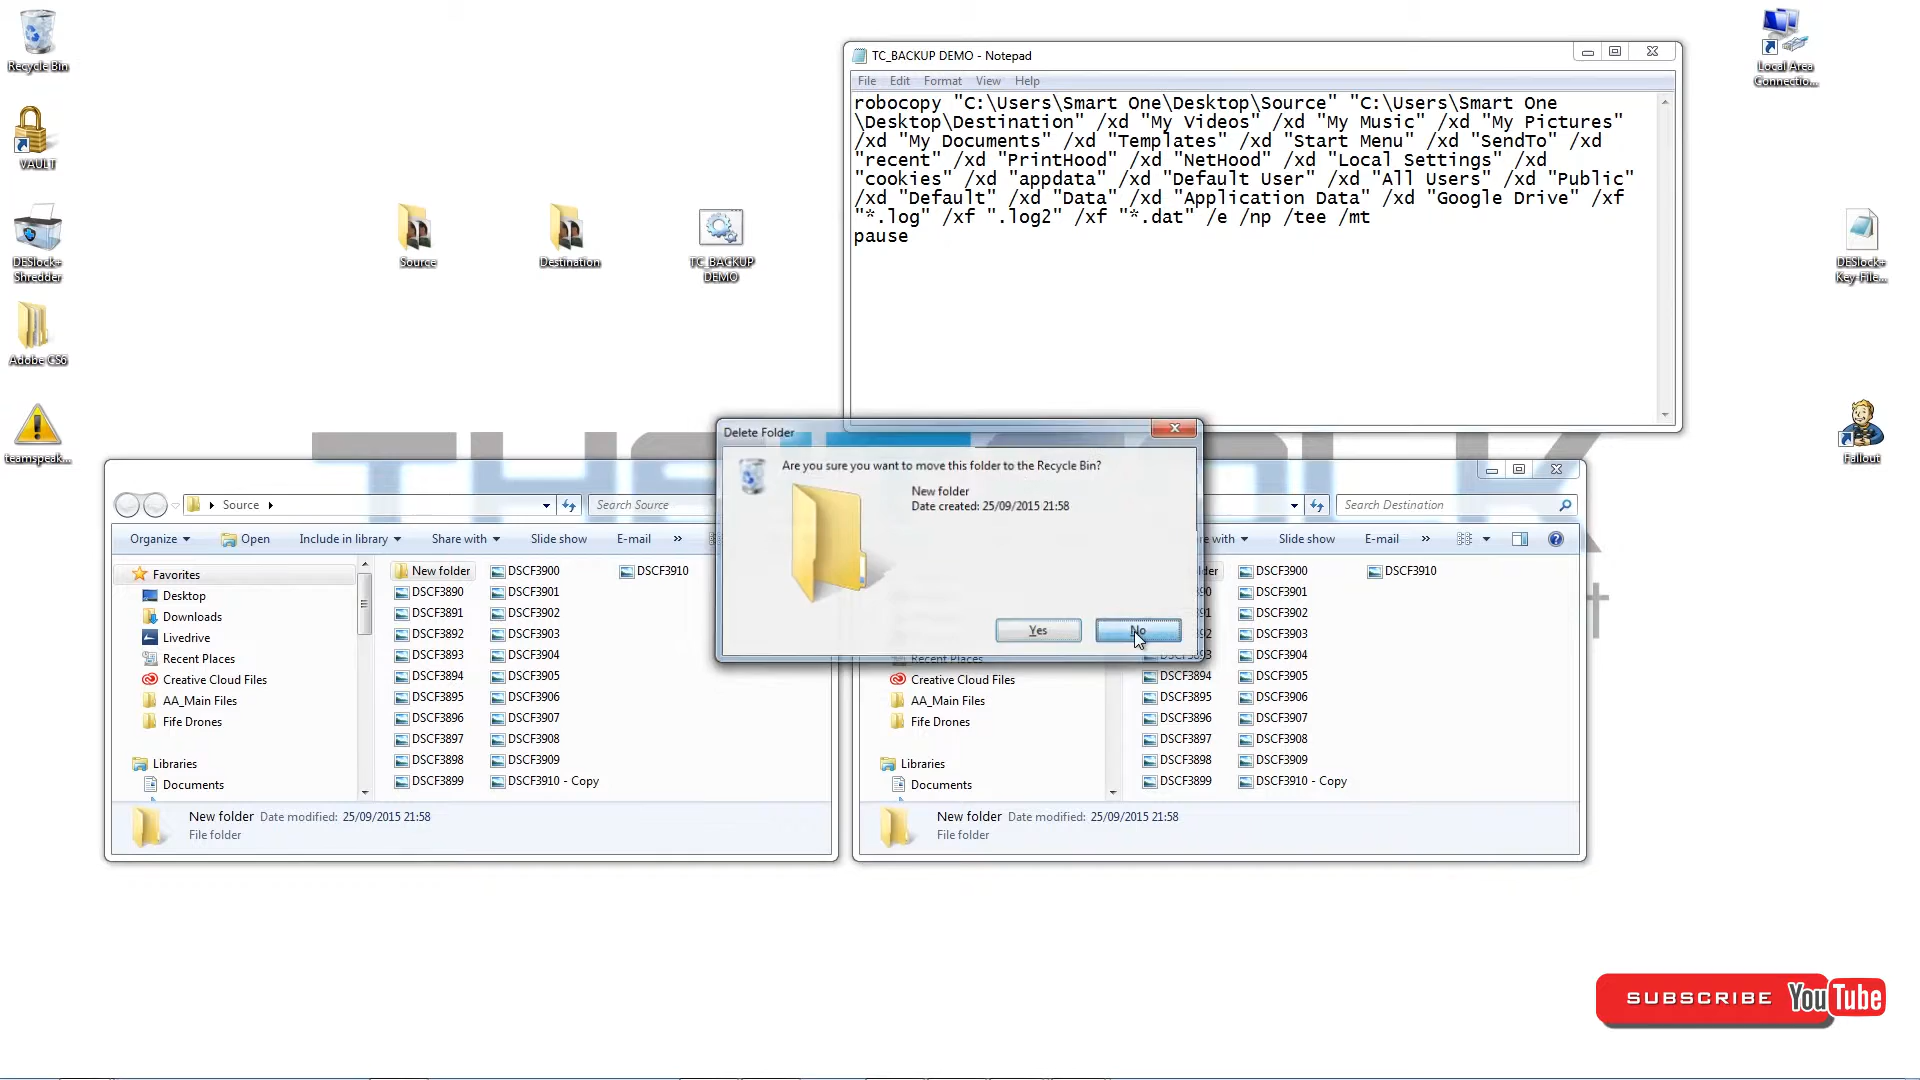 Recycle Bin
VAULT
DESlock+
Shredder
Adobe CS6
teamspeak...
Source
Destination
TC_BACKUP
DEMO
Local Area
Connectio...
DESlock+
Key-File...
Fallout
TC_BACKUP DEMO - Notepad
File Edit Format View Help
robocopy "C:\Users\Smart One\Desktop\Source" "C:\Users\Smart One
\Desktop\Destination" /xd "My Videos" /xd "My Music" /xd "My Pictures"
/xd "My Documents" /xd "Templates" /xd "Start Menu" /xd "SendTo" /xd
"recent" /xd "PrintHood" /xd "NetHood" /xd "Local Settings" /xd
"cookies" /xd "appdata" /xd "Default User" /xd "All Users" /xd "Public"
/xd "Default" /xd "Data" /xd "Application Data" /xd "Google Drive" /xf
"*.log" /xf ".log2" /xf "*.dat" /e /np /tee /mt
pause
Delete Folder
Are you sure you want to move this folder to the Recycle Bin?
New folder
Date created: 25/09/2015 21:58
Yes No
Source
Search Source
Organize Open Include in library Share with Slide show E-mail »
Favorites
Desktop
Downloads
Livedrive
Recent Places
Creative Cloud Files
AA_Main Files
Fife Drones
Libraries
Documents
New folder DSCF3900 DSCF3910
DSCF3890 DSCF3901
DSCF3891 DSCF3902
DSCF3892 DSCF3903
DSCF3893 DSCF3904
DSCF3894 DSCF3905
DSCF3895 DSCF3906
DSCF3896 DSCF3907
DSCF3897 DSCF3908
DSCF3898 DSCF3909
DSCF3899 DSCF3910 - Copy
New folder Date modified: 25/09/2015 21:58
File folder
Search Destination
with Slide show E-mail »
Recent Places
Creative Cloud Files
AA_Main Files
Fife Drones
Libraries
Documents
DSCF3900 DSCF3910
DSCF3901
DSCF3902
DSCF3903
DSCF3904
DSCF3894 DSCF3905
DSCF3895 DSCF3906
DSCF3896 DSCF3907
DSCF3897 DSCF3908
DSCF3898 DSCF3909
DSCF3899 DSCF3910 - Copy
New folder Date modified: 25/09/2015 21:58
File folder
SUBSCRIBE YouTube